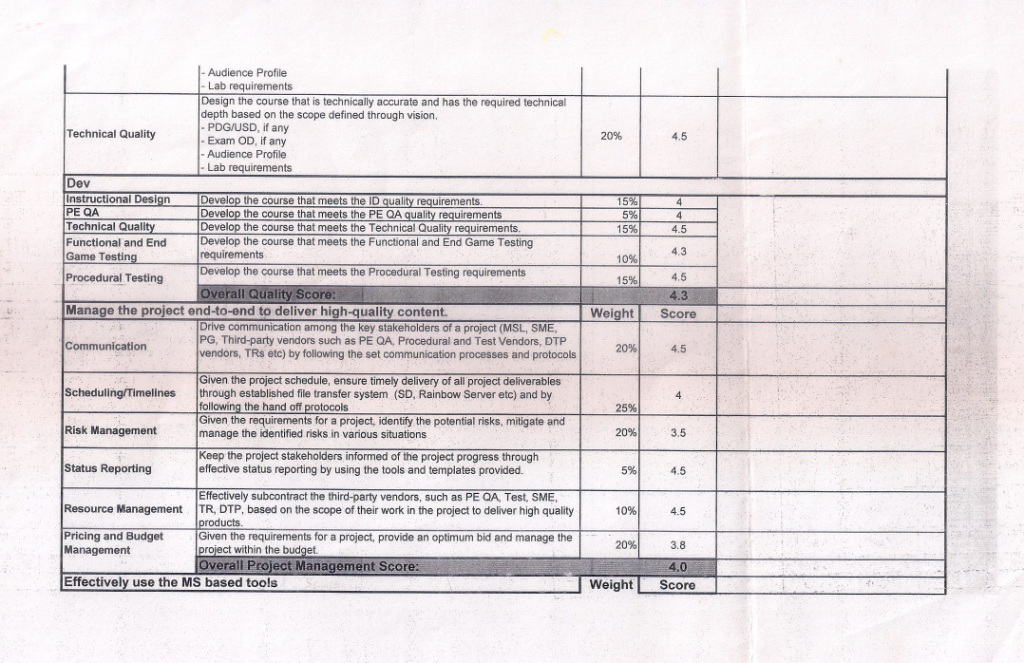 - Audience Profile
- Lab requirements
Technical Quality
Design the course that is technically accurate and has the required technical
depth based on the scope defined through vision.
- PDG/USD, if any
- Exam OD, if any
- Audience Profile
- Lab requirements
20%
4.5
Dev
Instructional Design
Develop the course that meets the ID quality requirements.
15%
4
PE QA
Develop the course that meets the PE QA quality requirements
5%
4
Technical Quality
Develop the course that meets the Technical Quality requirements.
15%
4.5
Functional and End
Game Testing
Develop the course that meets the Functional and End Game Testing
requirements
10%
4.3
Procedural Testing
Develop the course that meets the Procedural Testing requirements
15%
4.5
Overall Quality Score:
4.3
Manage the project end-to-end to deliver high-quality content.
Weight
Score
Communication
Drive communication among the key stakeholders of a project (MSL, SME,
PG, Third-party vendors such as PE QA, Procedural and Test Vendors, DTP
vendors, TRs etc) by following the set communication processes and protocols
20%
4.5
Scheduling/Timelines
Given the project schedule, ensure timely delivery of all project deliverables
through established file transfer system (SD, Rainbow Server etc) and by
following the hand off protocols
25%
4
Risk Management
Given the requirements for a project, identify the potential risks, mitigate and
manage the identified risks in various situations
20%
3.5
Status Reporting
Keep the project stakeholders informed of the project progress through
effective status reporting by using the tools and templates provided.
5%
4.5
Resource Management
Effectively subcontract the third-party vendors, such as PE QA, Test, SME,
TR, DTP, based on the scope of their work in the project to deliver high quality
products.
10%
4.5
Pricing and Budget
Management
Given the requirements for a project, provide an optimum bid and manage the
project within the budget.
20%
3.8
Overall Project Management Score:
4.0
Effectively use the MS based tools
Weight
Score